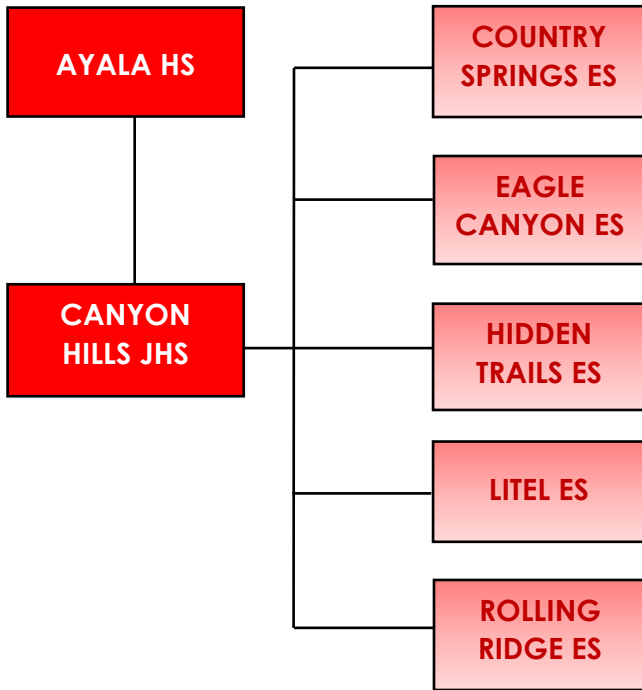 AYALA HS
CANYON
HILLS JHS
COUNTRY
SPRINGS ES
EAGLE
CANYON ES
HIDDEN
TRAILS ES
LITEL ES
ROLLING
RIDGE ES